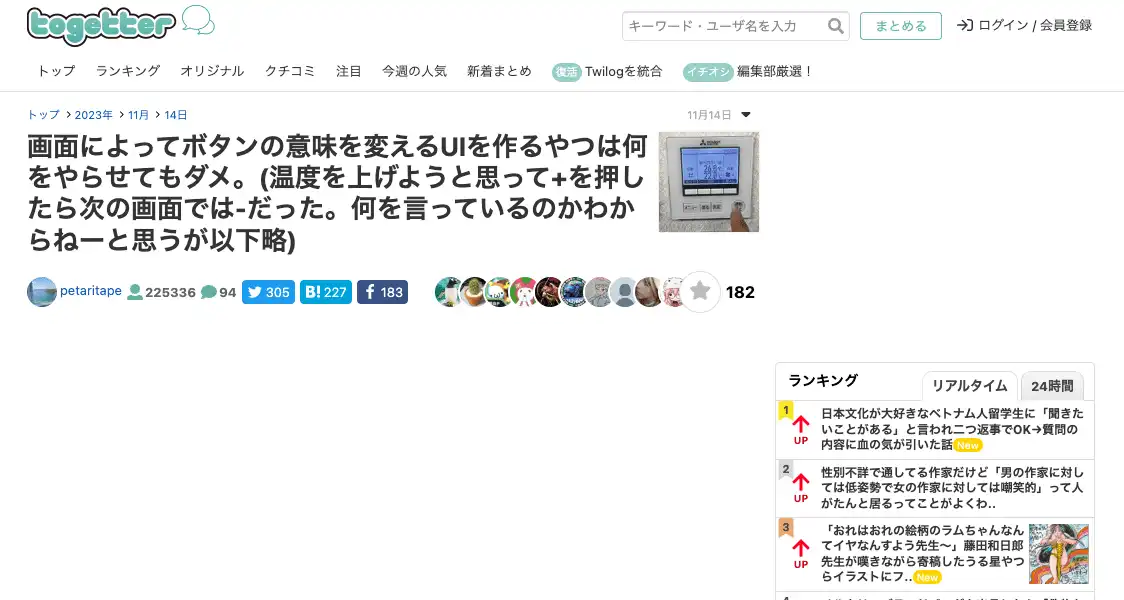 togetter
キーワード・ユーザ名を入力
まとめる
ログイン / 会員登録
トップ ランキング オリジナル クチコミ 注目 今週の人気 新着まとめ 復活 Twilogを統合 イチオシ 編集部厳選！
トップ 2023年 11月 14日
11月14日
画面によってボタンの意味を変えるUIを作るやつは何
をやらせてもダメ。(温度を上げようと思って+を押し
たら次の画面では-だった。何を言っているのかわか
らねーと思うが以下略)
petaritape 225336 94 305 B! 227 183
182
ランキング
リアルタイム
24時間
1
UP
日本文化が大好きなベトナム人留学生に「聞きた
いことがある」と言われ二つ返事でOK→質問の
内容に血の気が引いた話 New
2
UP
性別不詳で通してる作家だけど「男の作家に対し
ては低姿勢で女の作家に対しては嘲笑的」って人
がたんと居るってことがよくわ..
3
UP
「おれはおれの絵柄のラムちゃんなん
てイヤなんすよう先生〜」藤田和日郎
先生が嘆きながら寄稿したうる星やつ
らイラストにフ.. New